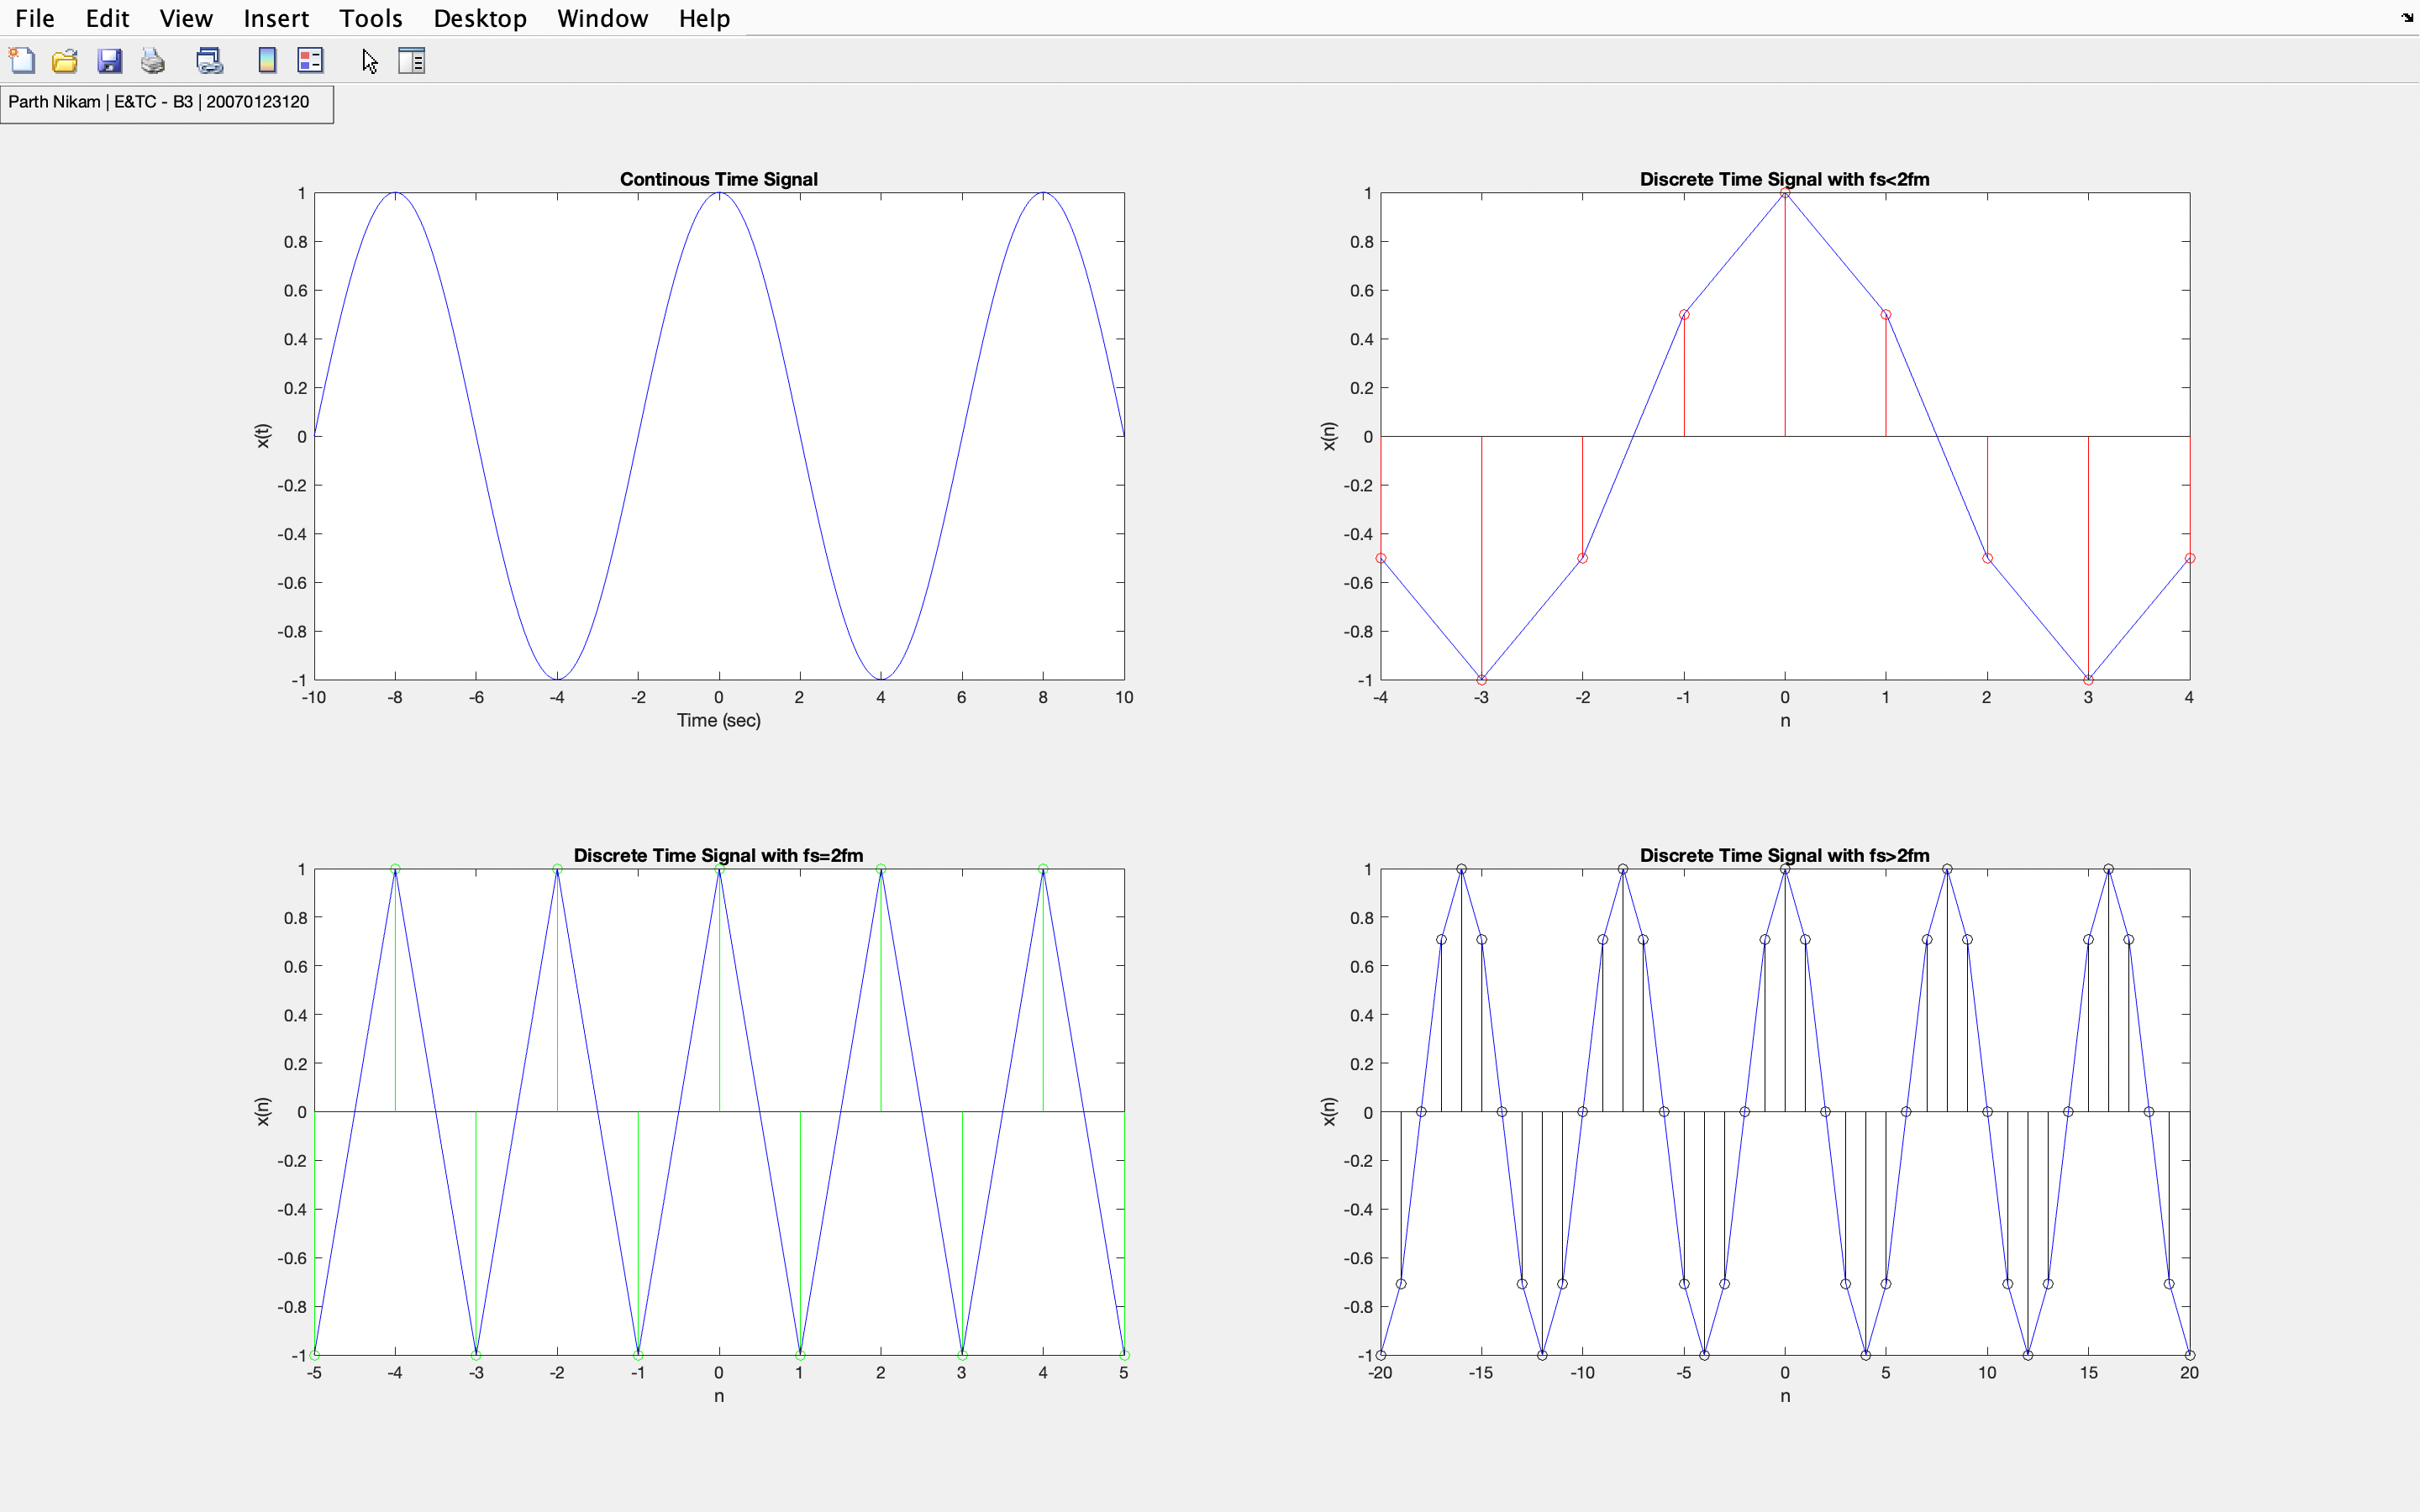 File Edit View Insert Tools Desktop Window Help
Parth Nikam | E&TC - B3 | 20070123120
Continous Time Signal
x(t)
1
0.8
0.6
0.4
0.2
0
-0.2
-0.4
-0.6
-0.8
-1
-10 -8 -6 -4 -2 0 2 4 6 8 10
Time (sec)
Discrete Time Signal with fs<2fm
x(n)
1
0.8
0.6
0.4
0.2
0
-0.2
-0.4
-0.6
-0.8
-1
-4 -3 -2 -1 0 1 2 3 4
n
Discrete Time Signal with fs=2fm
x(n)
1
0.8
0.6
0.4
0.2
0
-0.2
-0.4
-0.6
-0.8
-1
-5 -4 -3 -2 -1 0 1 2 3 4 5
n
Discrete Time Signal with fs>2fm
x(n)
1
0.8
0.6
0.4
0.2
0
-0.2
-0.4
-0.6
-0.8
-1
-20 -15 -10 -5 0 5 10 15 20
n